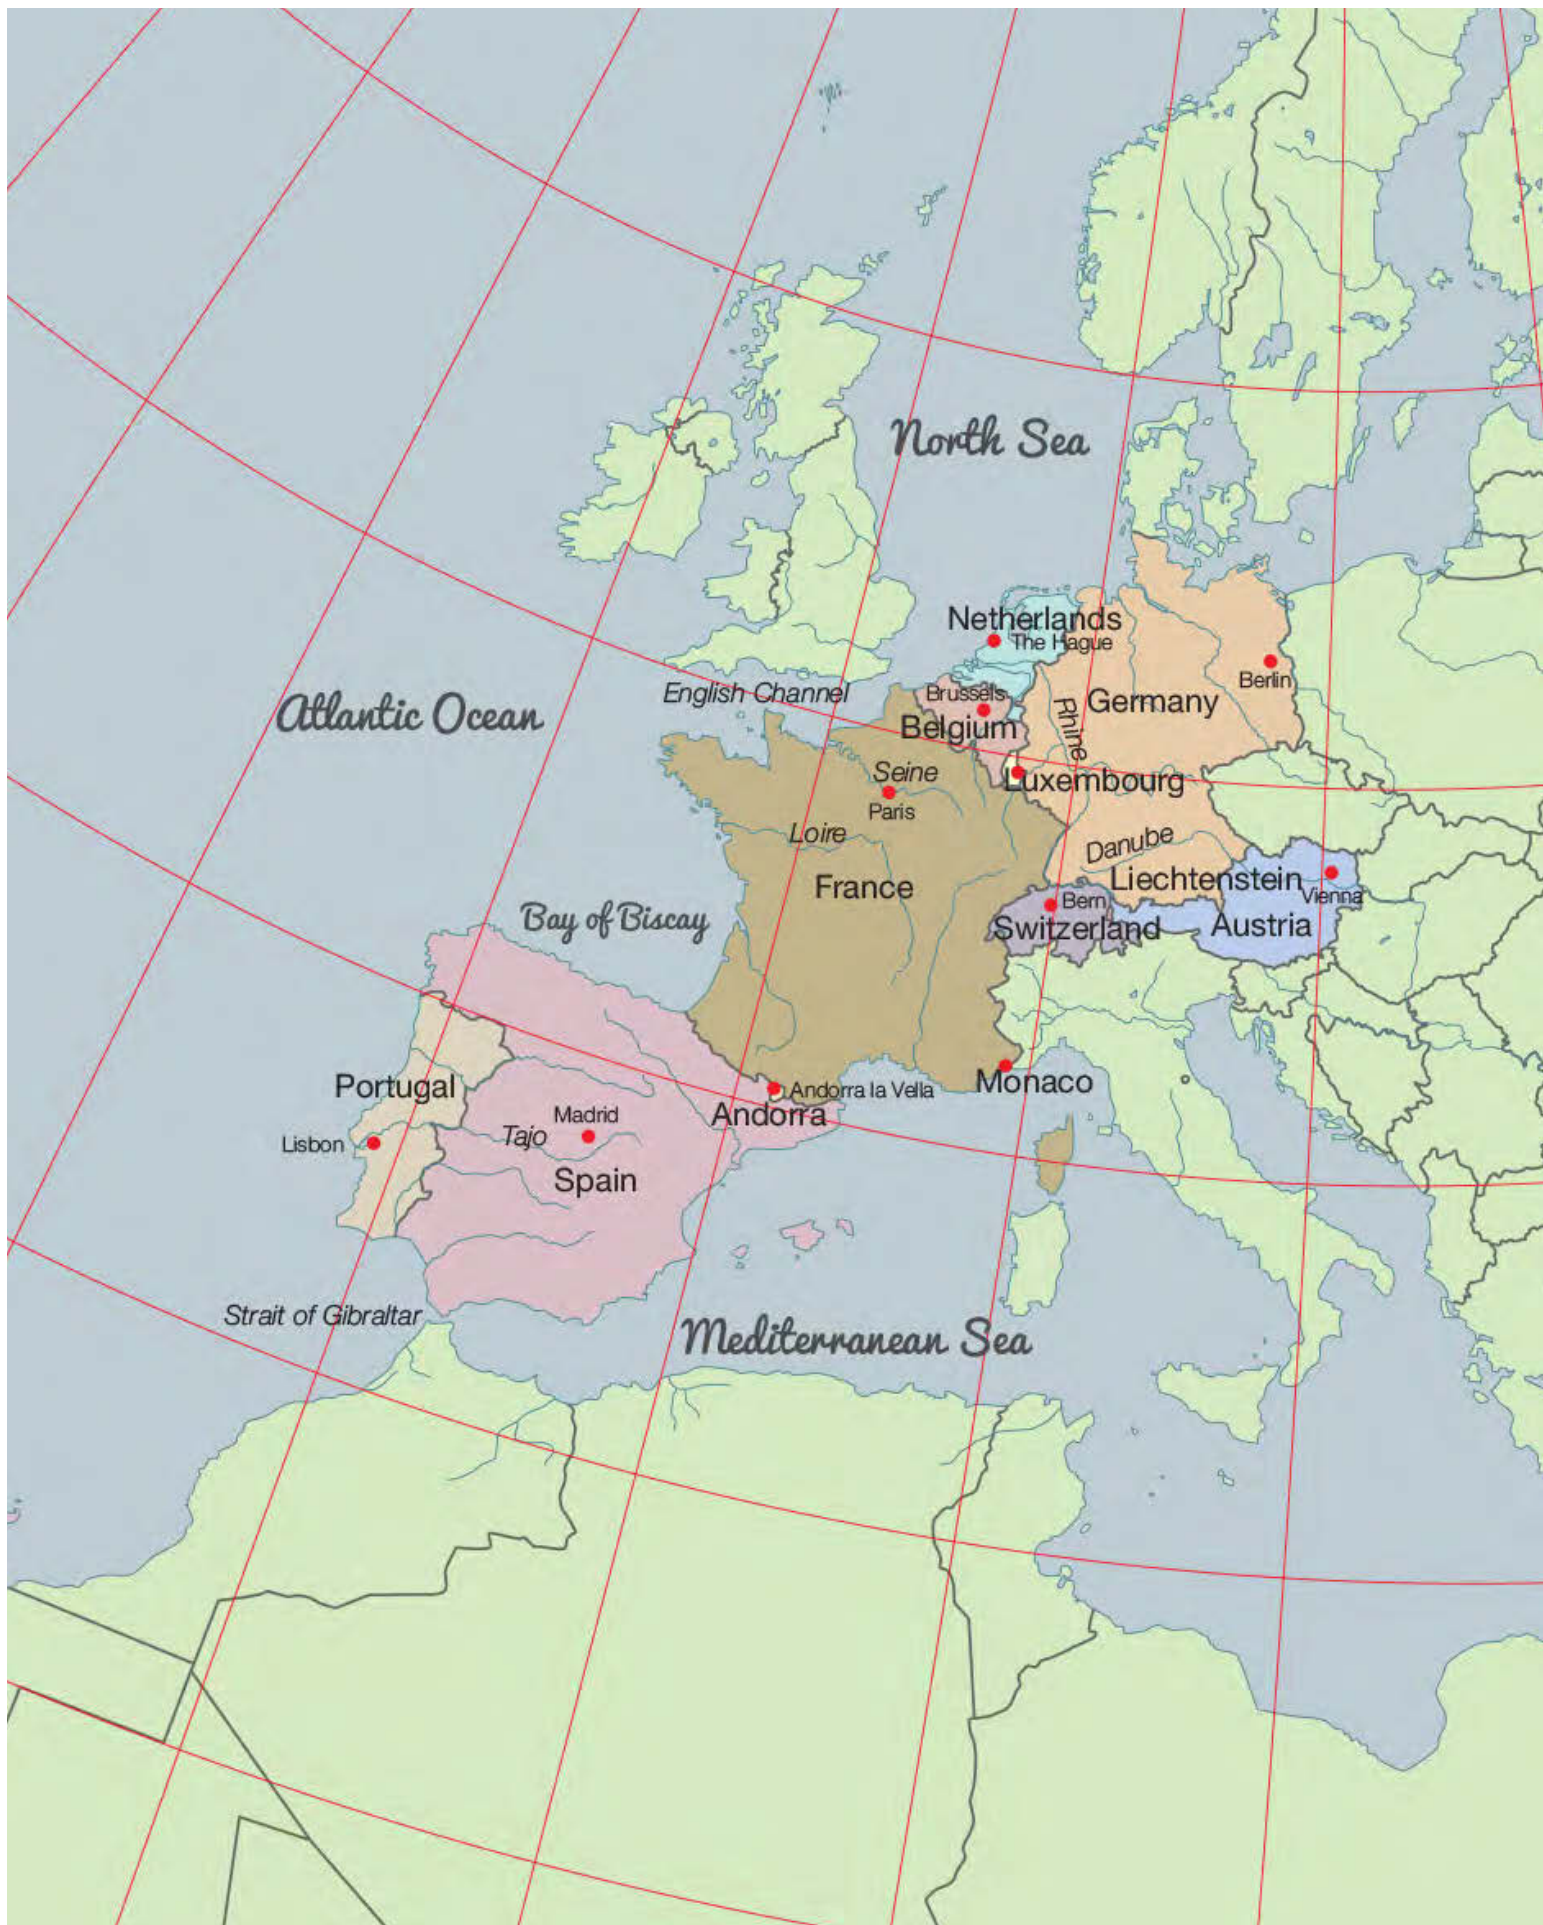 North Sea
Netherlands
The Hague
English Channel
Brussels
Berlin
Atlantic Ocean
Germany
Belgium
Rhine
Seine
Luxembourg
Paris
Loire
Danube
France
Liechtenstein
Vienna
Bern
Bay of Biscay
Switzerland
Austria
Portugal
Andorra la Vella
Monaco
Madrid
Andorra
Lisbon
Tajo
Spain
Strait of Gibraltar
Mediterranean Sea